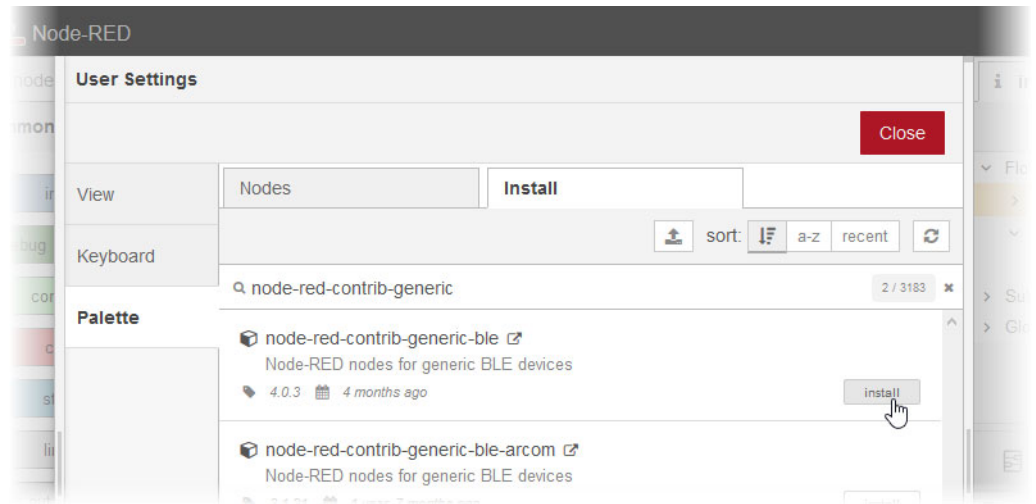 Node-RED
User Settings
Close
View
Nodes
Install
sort:
a-z
recent
Keyboard
node-red-contrib-generic
2 / 3183
Palette
node-red-contrib-generic-ble
Node-RED nodes for generic BLE devices
4.0.3
4 months ago
install
node-red-contrib-generic-ble-arcom
Node-RED nodes for generic BLE devices